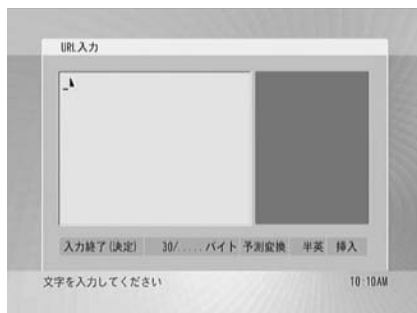 URL入力
_
入力終了(決定) 30/..... バイト 予測変換 半英 挿入
文字を入力してください 10:10AM